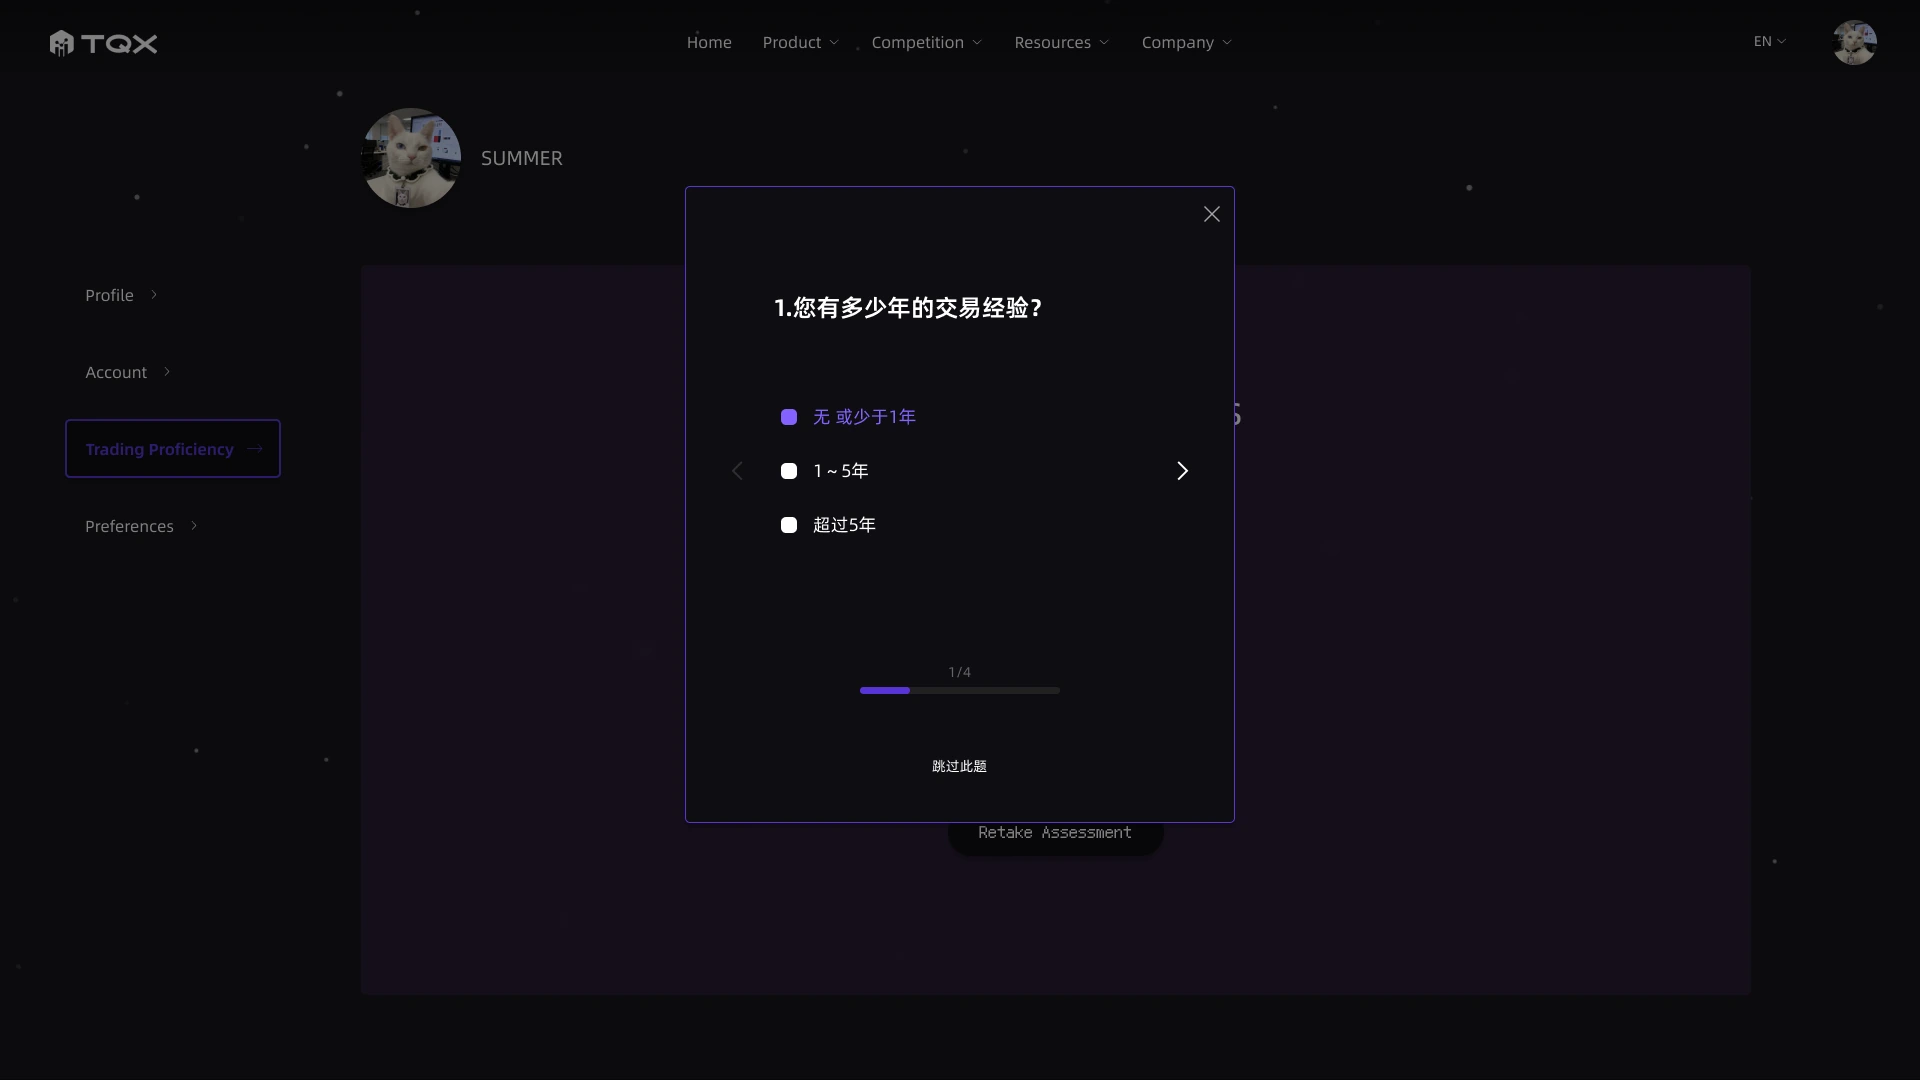 TQX
Home
Product
Competition
Resources
Company
EN
SUMMER
Profile
Account
Trading Proficiency
Preferences
1.您有多少年的交易经验？
无 或少于1年
1 ~ 5年
超过5年
1/4
跳过此题
Retake Assessment